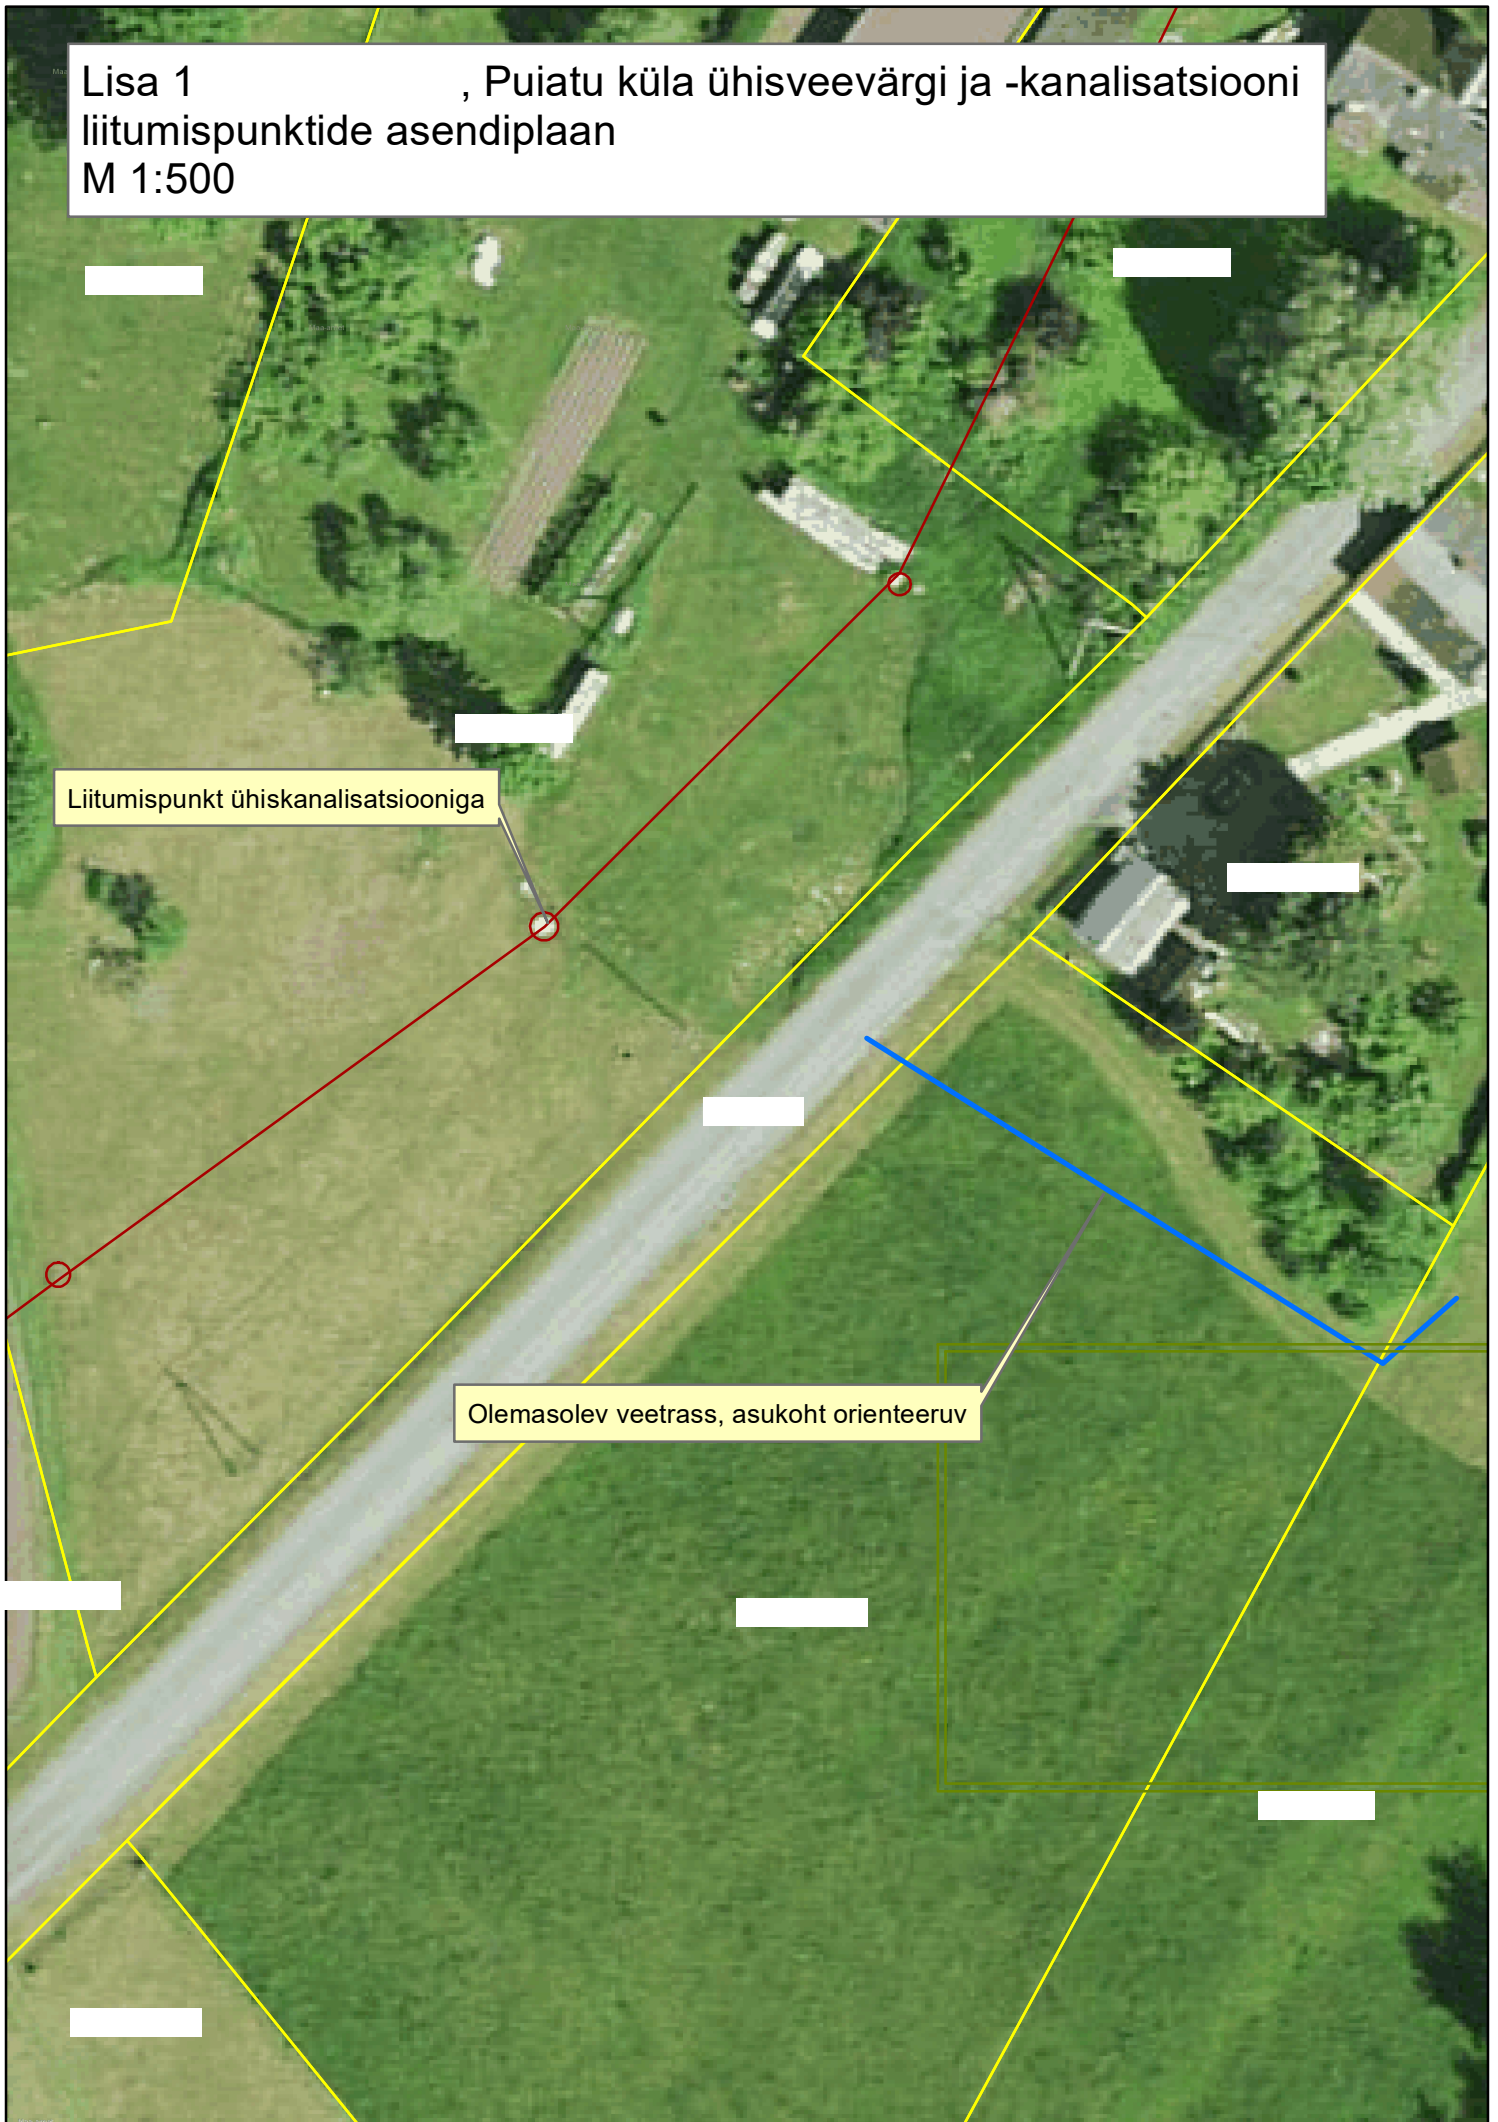 Lisa 1 , Puiatu küla ühisveevärgi ja -kanalisatsiooni
liitumispunktide asendiplaan
M 1:500
Liitumispunkt ühiskanalisatsiooniga
Olemasolev veetrass, asukoht orienteeruv